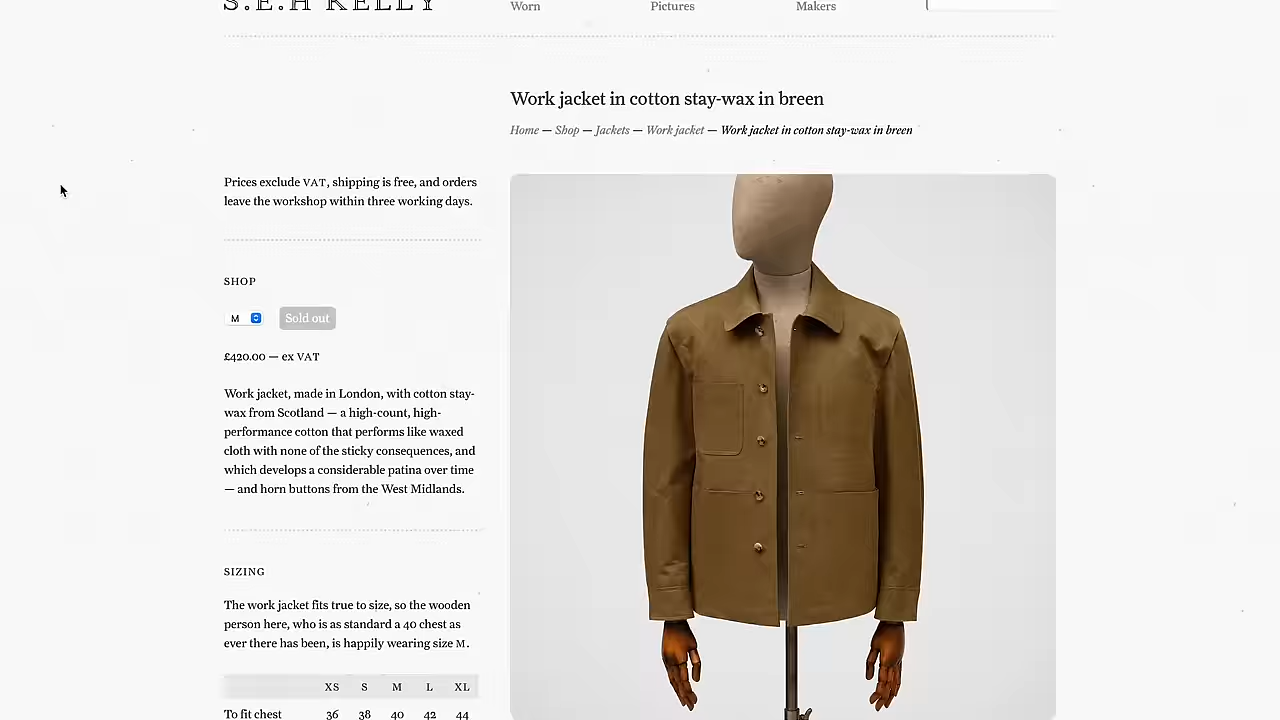 S.E.H KELLY
Worn
Pictures
Makers
Work jacket in cotton stay-wax in breen
Home — Shop — Jackets — Work jacket — Work jacket in cotton stay-wax in breen
Prices exclude VAT, shipping is free, and orders
leave the workshop within three working days.
SHOP
M
Sold out
£420.00 — ex VAT
Work jacket, made in London, with cotton stay-
wax from Scotland — a high-count, high-
performance cotton that performs like waxed
cloth with none of the sticky consequences, and
which develops a considerable patina over time
— and horn buttons from the West Midlands.
SIZING
The work jacket fits true to size, so the wooden
person here, who is as standard a 40 chest as
ever there has been, is happily wearing size M.
XS S M L XL
To fit chest 36 38 40 42 44